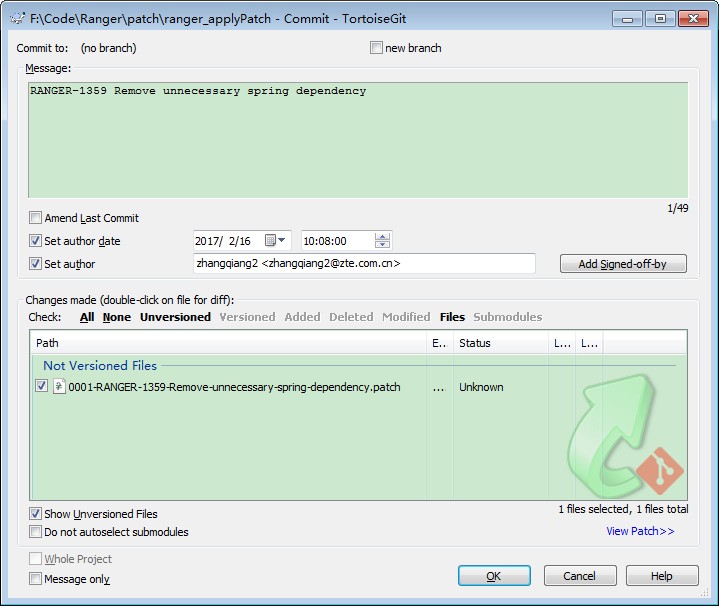 F:\Code\Ranger\patch\ranger_applyPatch - Commit - TortoiseGit
Commit to: (no branch) new branch
Message:
RANGER-1359 Remove unnecessary spring dependency
1/49
Amend Last Commit
Set author date 2017/ 2/16 10:08:00
Set author zhangqiang2 <zhangqiang2@zte.com.cn> Add Signed-off-by
Changes made (double-click on file for diff):
Check: All None Unversioned Versioned Added Deleted Modified Files Submodules
Path E... Status L... L...
Not Versioned Files
0001-RANGER-1359-Remove-unnecessary-spring-dependency.patch .... Unknown
Show Unversioned Files 1 files selected, 1 files total
Do not autoselect submodules
View Patch>>
Whole Project
Message only OK Cancel Help